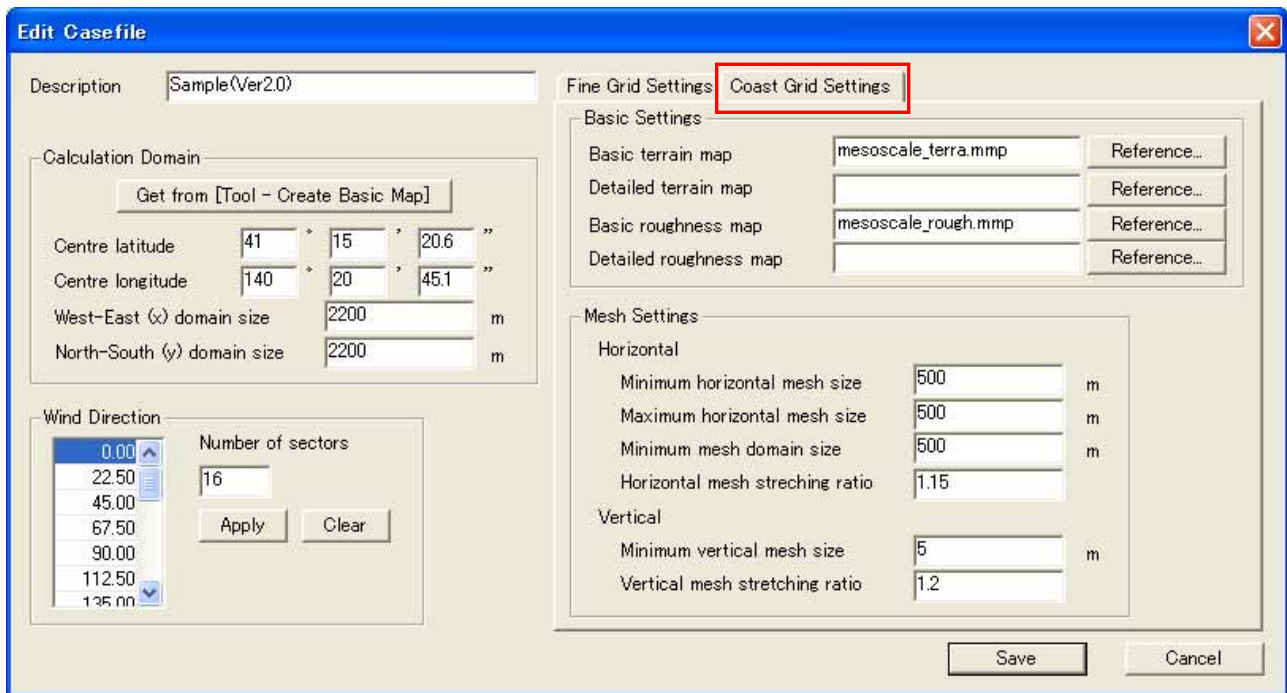 Edit Casefile
Description Sample(Ver2.0)
Calculation Domain
Get from [Tool - Create Basic Map]
Centre latitude 41 ° 15 ' 20.6 "
Centre longitude 140 ° 20 ' 45.1 "
West-East (x) domain size 2200 m
North-South (y) domain size 2200 m
Wind Direction
0.00
22.50
45.00
67.50
90.00
112.50
135.00
Number of sectors
16
Apply Clear
Fine Grid Settings Coast Grid Settings
Basic Settings
Basic terrain map mesoscale_terra.mmp Reference...
Detailed terrain map Reference...
Basic roughness map mesoscale_rough.mmp Reference...
Detailed roughness map Reference...
Mesh Settings
Horizontal
Minimum horizontal mesh size 500 m
Maximum horizontal mesh size 500 m
Minimum mesh domain size 500 m
Horizontal mesh streching ratio 1.15
Vertical
Minimum vertical mesh size 5 m
Vertical mesh stretching ratio 1.2
Save Cancel